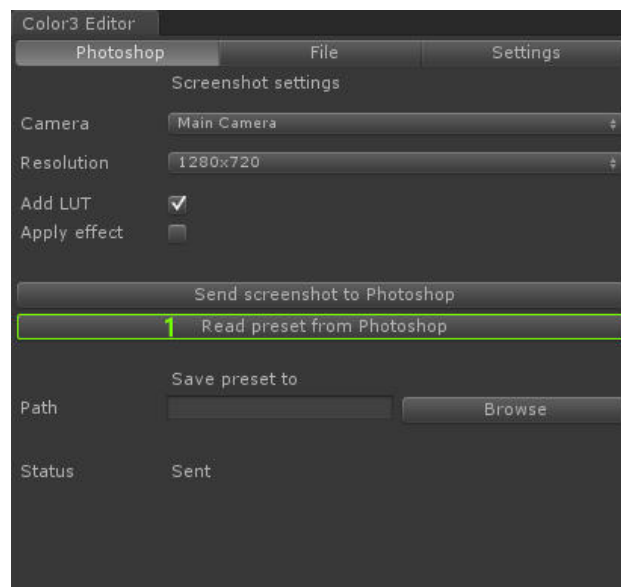 Color3 Editor
Photoshop File Settings
Screenshot settings
Camera Main Camera
Resolution 1280x720
Add LUT
Apply effect
Send screenshot to Photoshop
1 Read preset from Photoshop
Save preset to
Path Browse
Status Sent